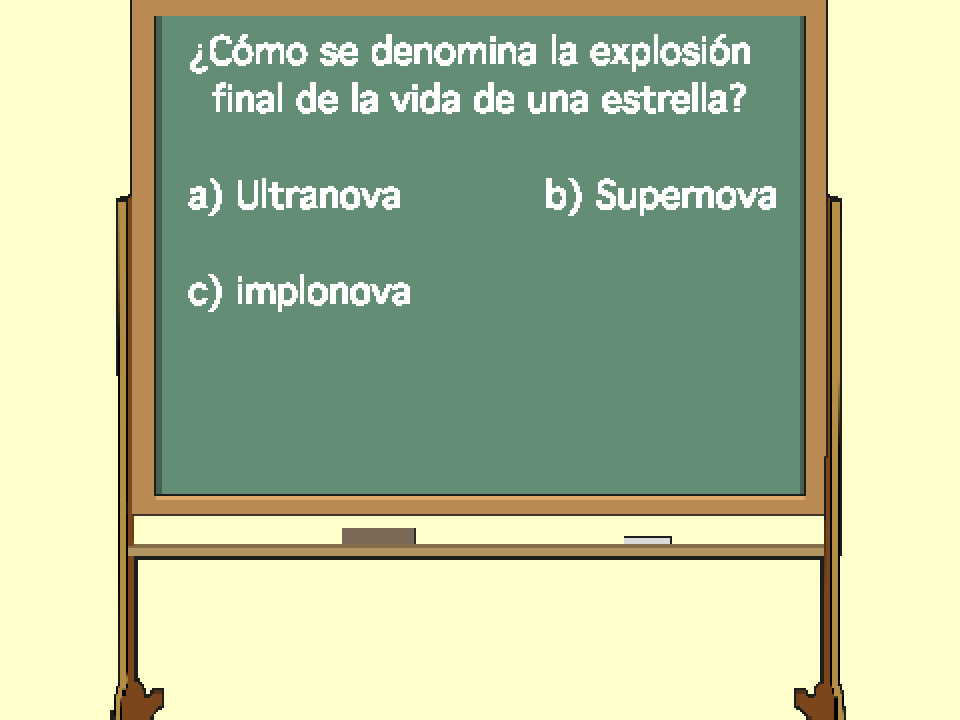 ¿Cómo se denomina la explosión
final de la vida de una estrella?
a) Ultranova b) Supernova
c) implonova